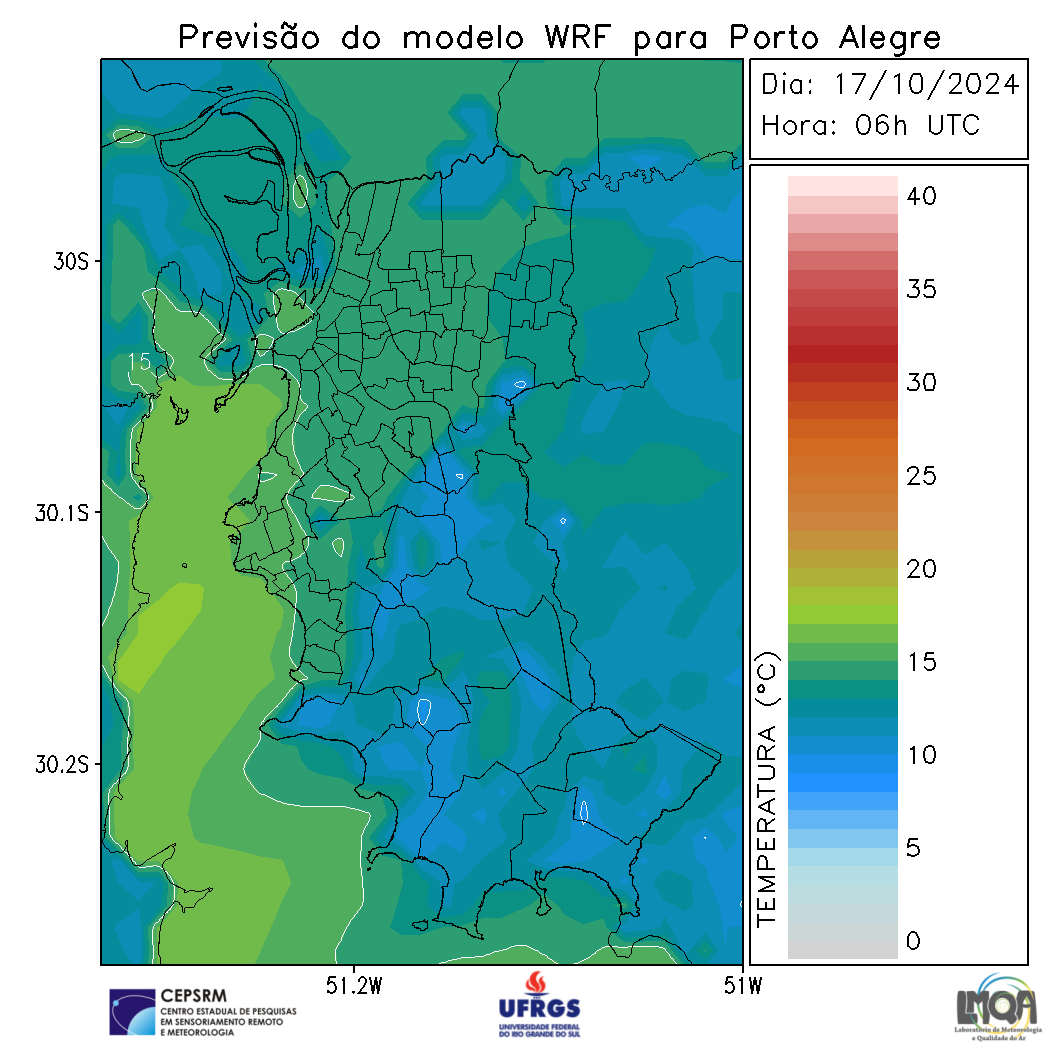 Previsão do modelo WRF para Porto Alegre
Dia: 17/10/2024
Hora: 06h UTC
40
35
30
25
20
15
10
5
0
TEMPERATURA (°C)
30S
30.1S
30.2S
15
51.2W
51W
CEPSRM
CENTRO ESTADUAL DE PESQUISAS
EM SENSORIAMENTO REMOTO
E METEOROLOGIA
UFRGS
UNIVERSIDADE FEDERAL
DO RIO GRANDE DO SUL
LMQA
Laboratório de Meteorologia
e Qualidade do Ar